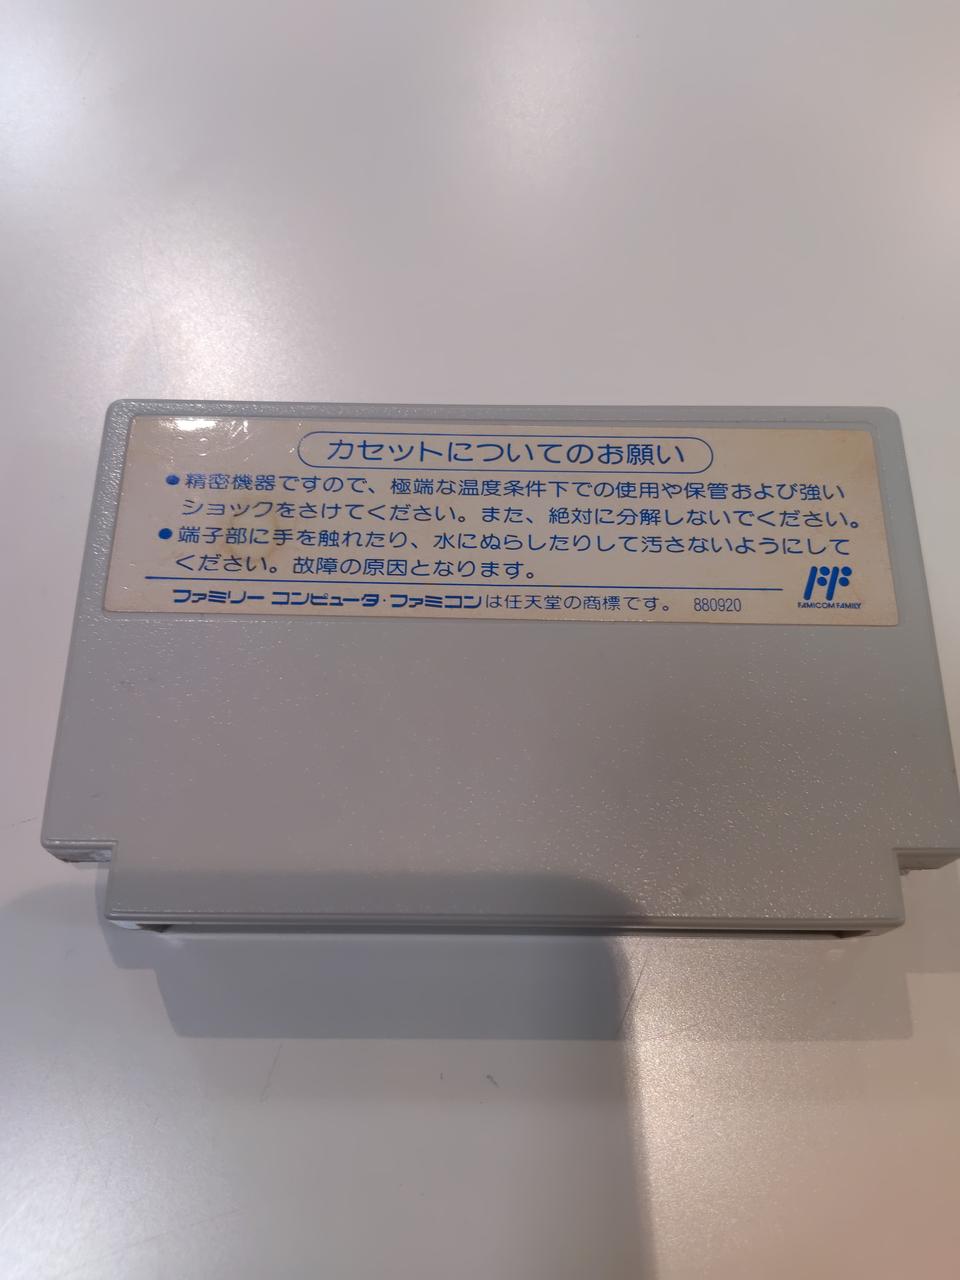 カセットについてのお願い
●精密機器ですので、極端な温度条件下での使用や保管および強い
ショックをさけてください。また、絶対に分解しないでください。
●端子部に手を触れたり、水にぬらしたりして汚さないようにして
ください。故障の原因となります。
ファミリー コンピュータ・ファミコンは任天堂の商標です。 880920
FF
FAMICOM FAMILY